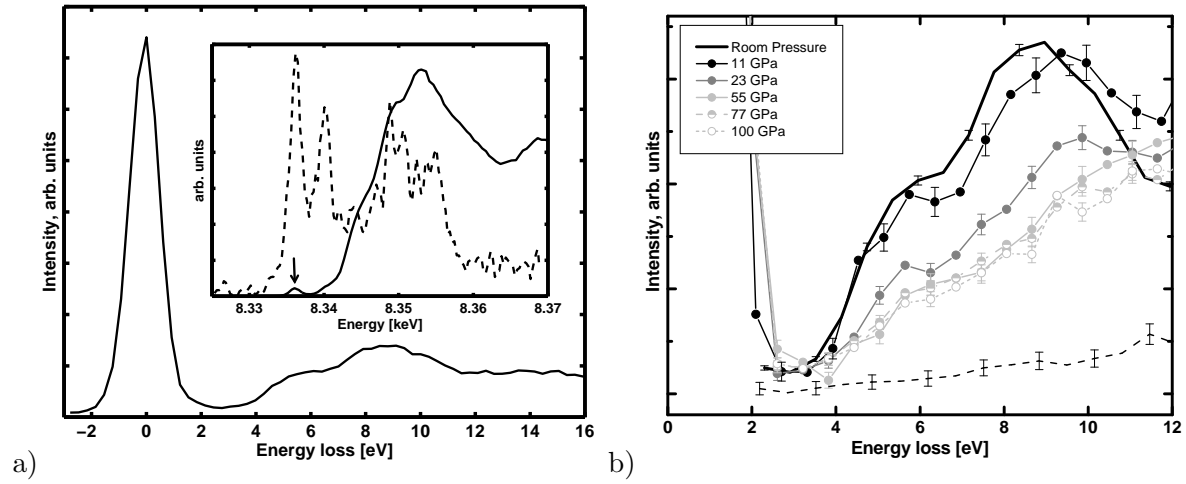 Intensity, arb. units
arb. units
8.33 8.34 8.35 8.36 8.37
Energy [keV]
−2 0 2 4 6 8 10 12 14 16
Energy loss [eV]
a)
Room Pressure
11 GPa
23 GPa
55 GPa
77 GPa
100 GPa
Intensity, arb. units
0 2 4 6 8 10 12
Energy loss [eV]
b)